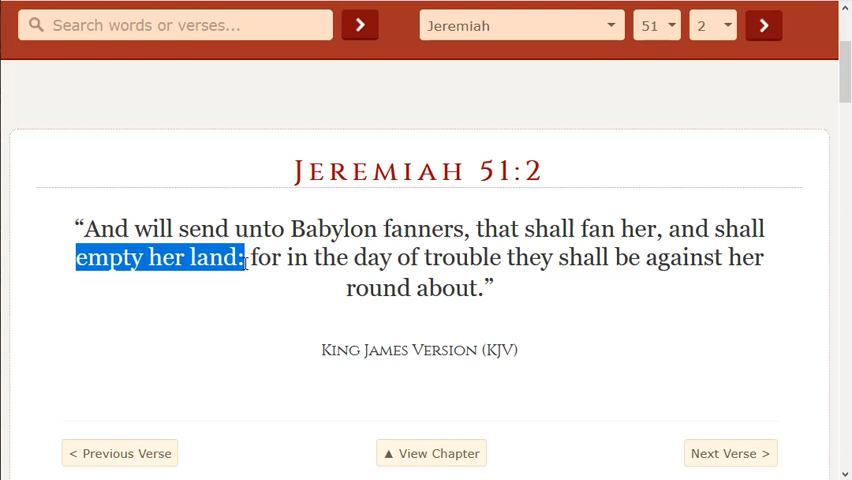 Search words or verses...
Jeremiah
51
2
JEREMIAH 51:2
“And will send unto Babylon fanners, that shall fan her, and shall
empty her land: for in the day of trouble they shall be against her
round about.”
KING JAMES VERSION (KJV)
< Previous Verse
▲ View Chapter
Next Verse >